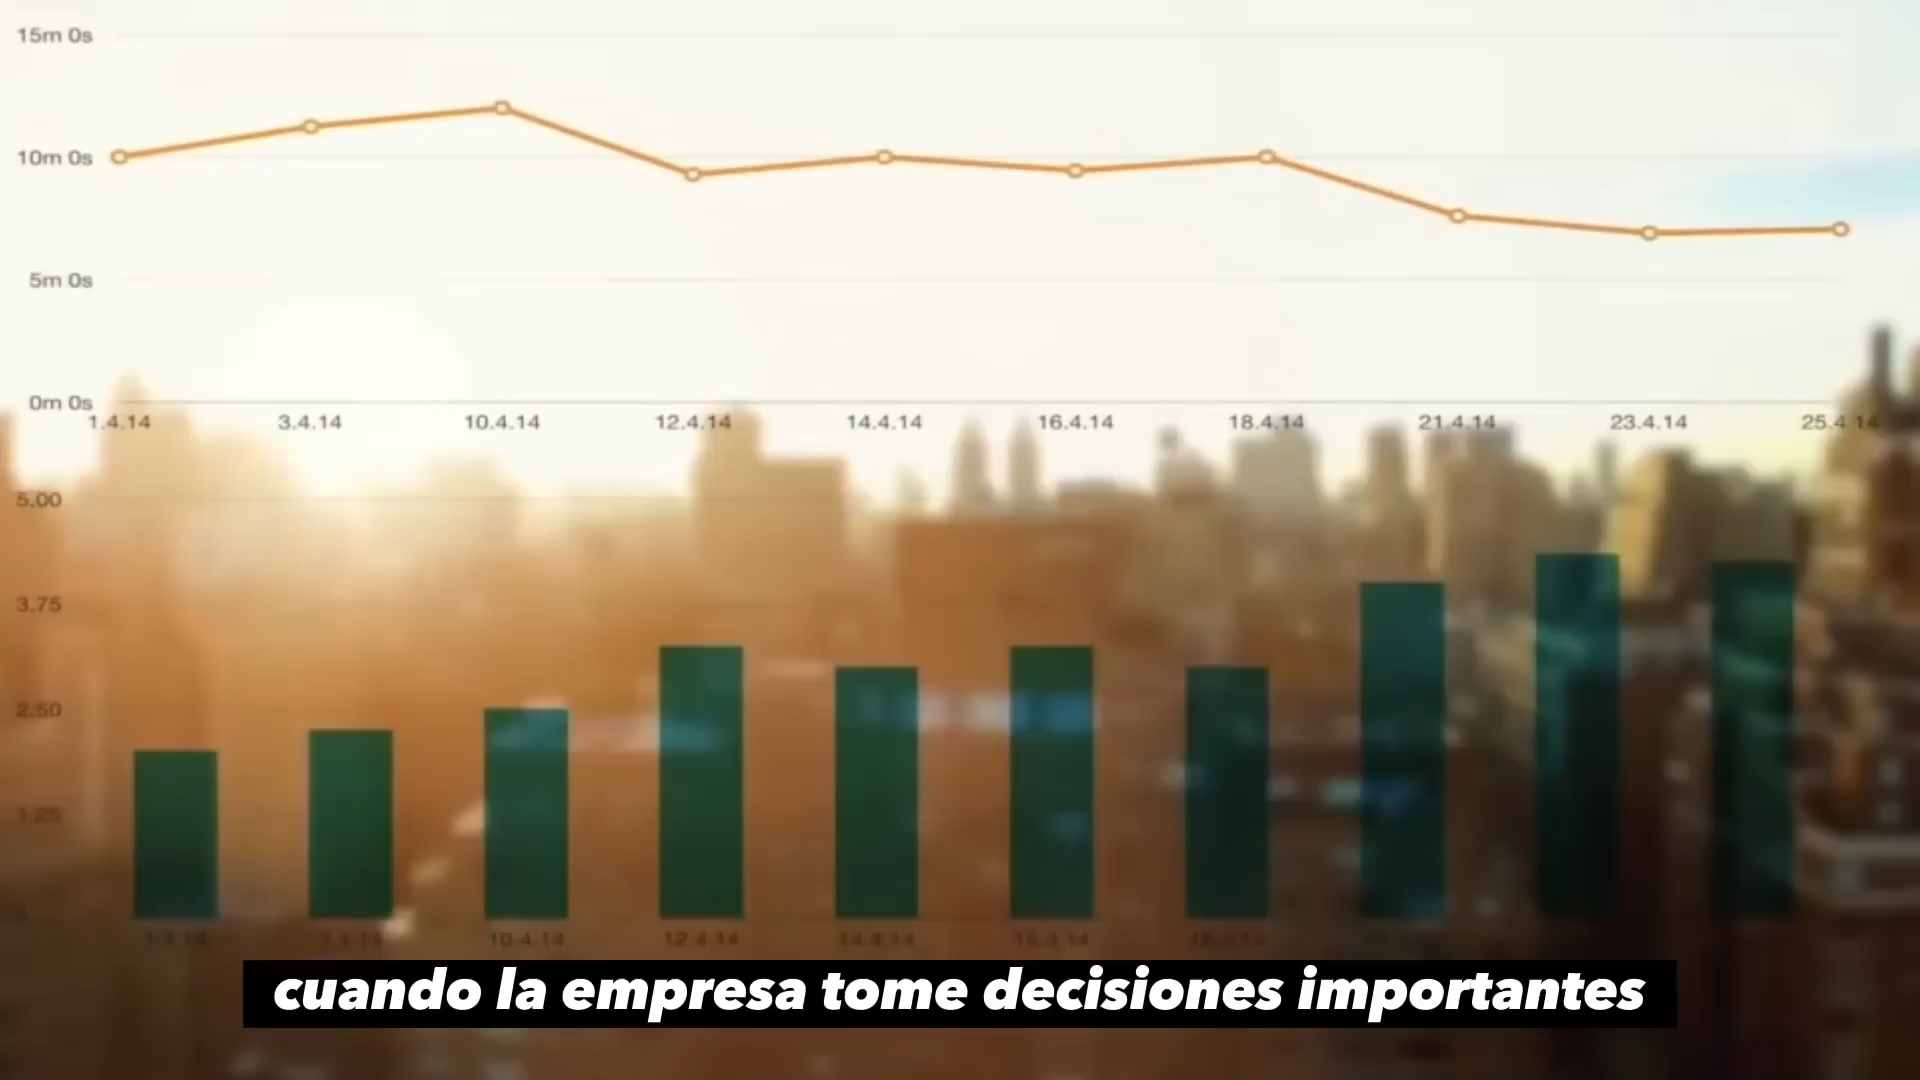 15m 0s
10m 0s
5m 0s
0m 0s
1.4.14 3.4.14 10.4.14 12.4.14 14.4.14 16.4.14 18.4.14 21.4.14 23.4.14 25.4.14
5,00
3.75
2.50
1.25
10.4.14 12.4.14 14.4.14 16.4.14
cuando la empresa tome decisiones importantes